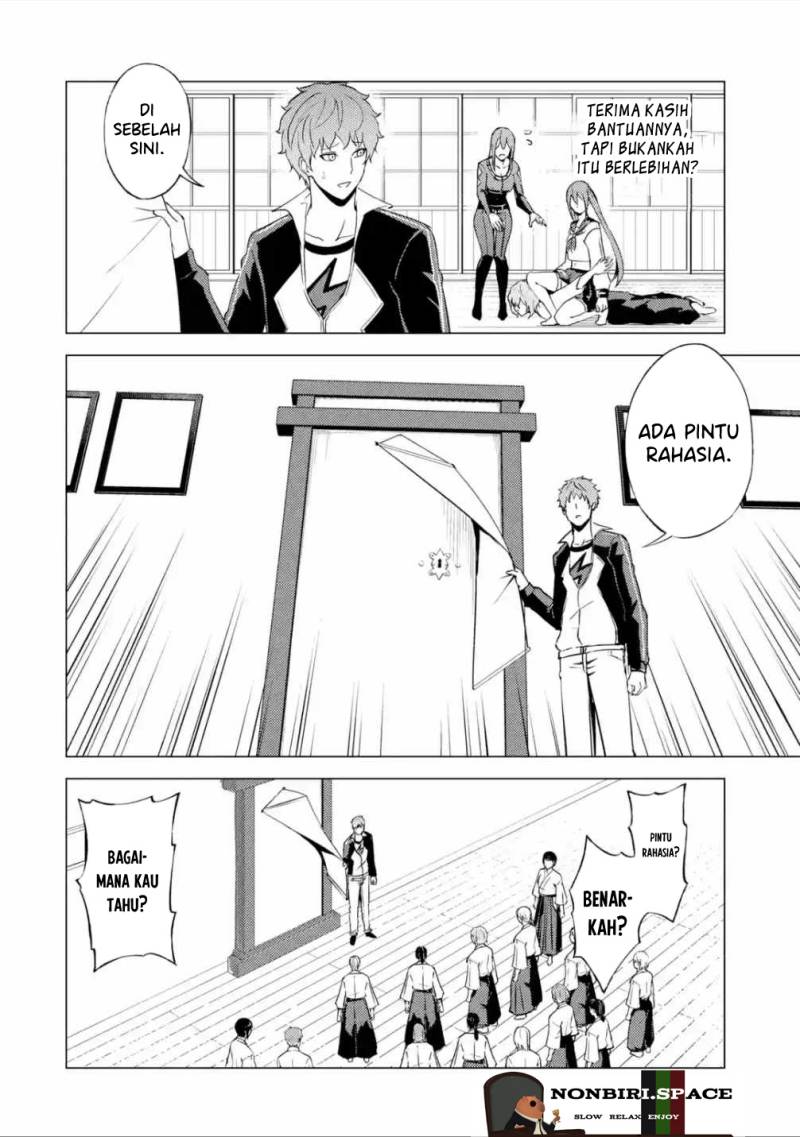 TERIMA KASIH
BANTUANNYA,
TAPI BUKANKAH
ITU BERLEBIHAN?
DI
SEBELAH
SINI.
ADA PINTU
RAHASIA.
PINTU
RAHASIA?
BENAR-
KAH?
BAGAI-
MANA KAU
TAHU?
NONBIRI.SPACE
SLOW RELAX ENJOY